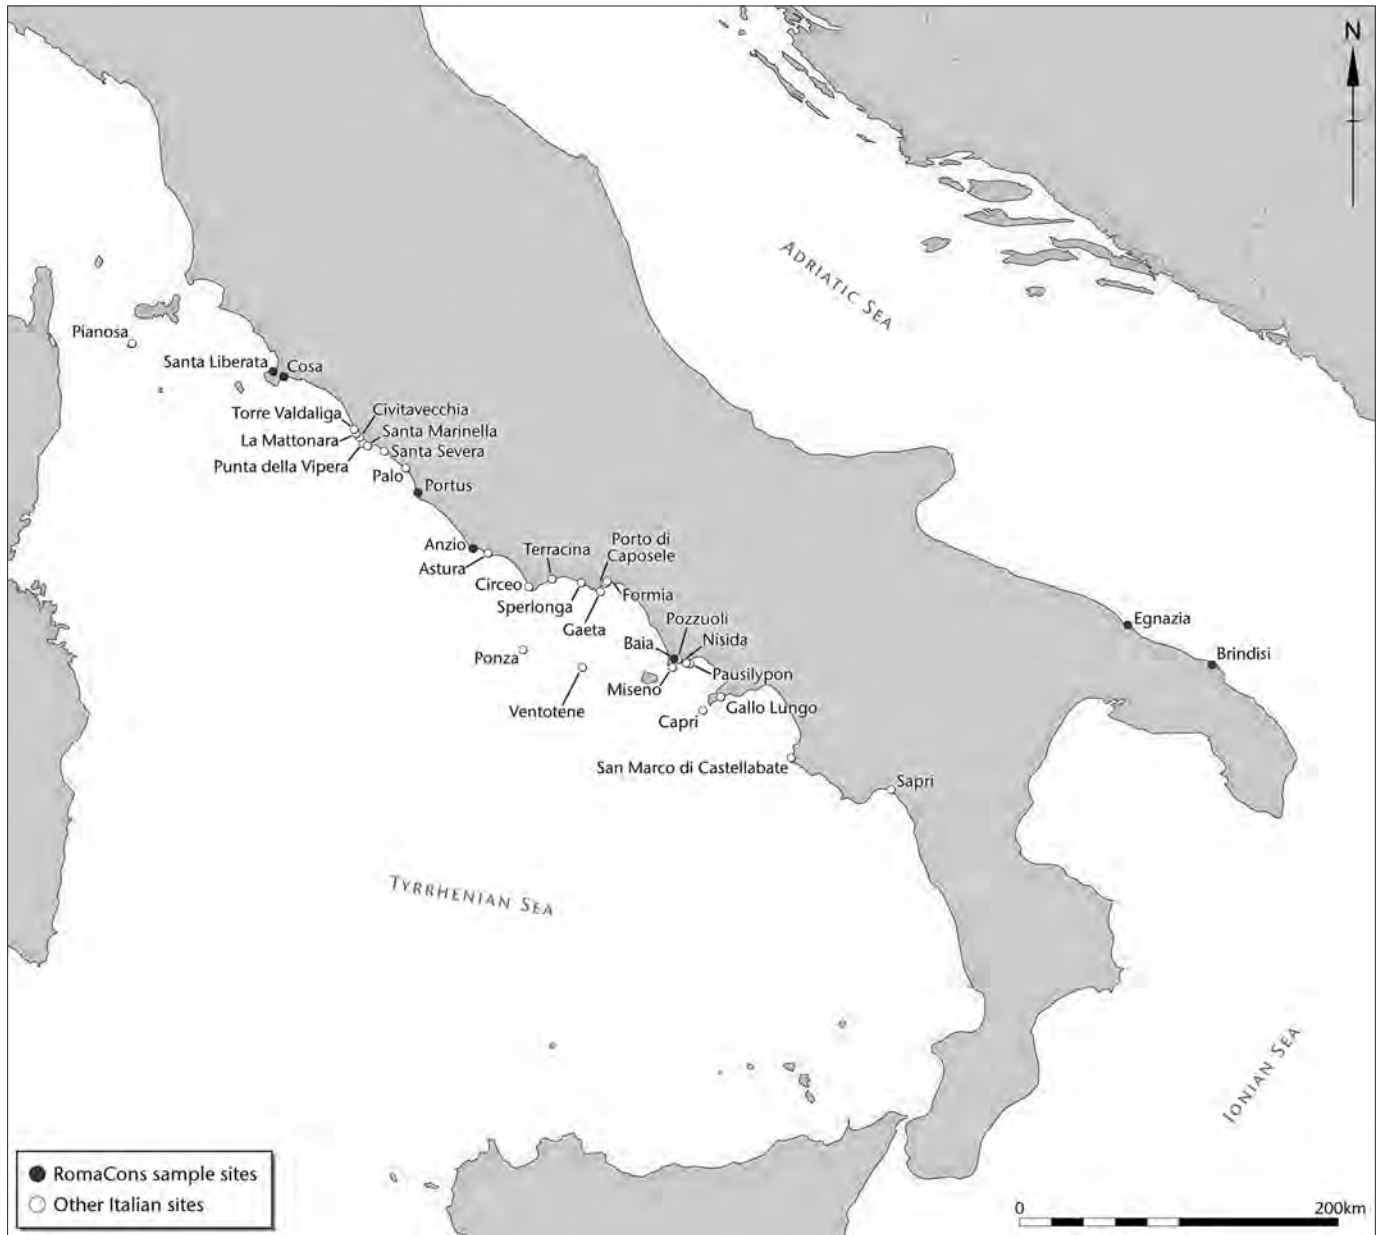 N
ADRIATIC SEA
Pianosa
Santa Liberata
Cosa
Torre Valdaliga
Civitavecchia
La Mattonara
Santa Marinella
Punta della Vipera
Santa Severa
Palo
Portus
Anzio
Astura
Terracina
Porto di
Caposele
Circeo
Sperlonga
Formia
Gaeta
Pozzuoli
Baia
Nisida
Egnazia
Brindisi
Ponza
Miseno
Pausilypon
Ventotene
Capri
Gallo Lungo
San Marco di Castellabate
Sapri
TYRRHENIAN SEA
IONIAN SEA
RomaCons sample sites
Other Italian sites
0
200km